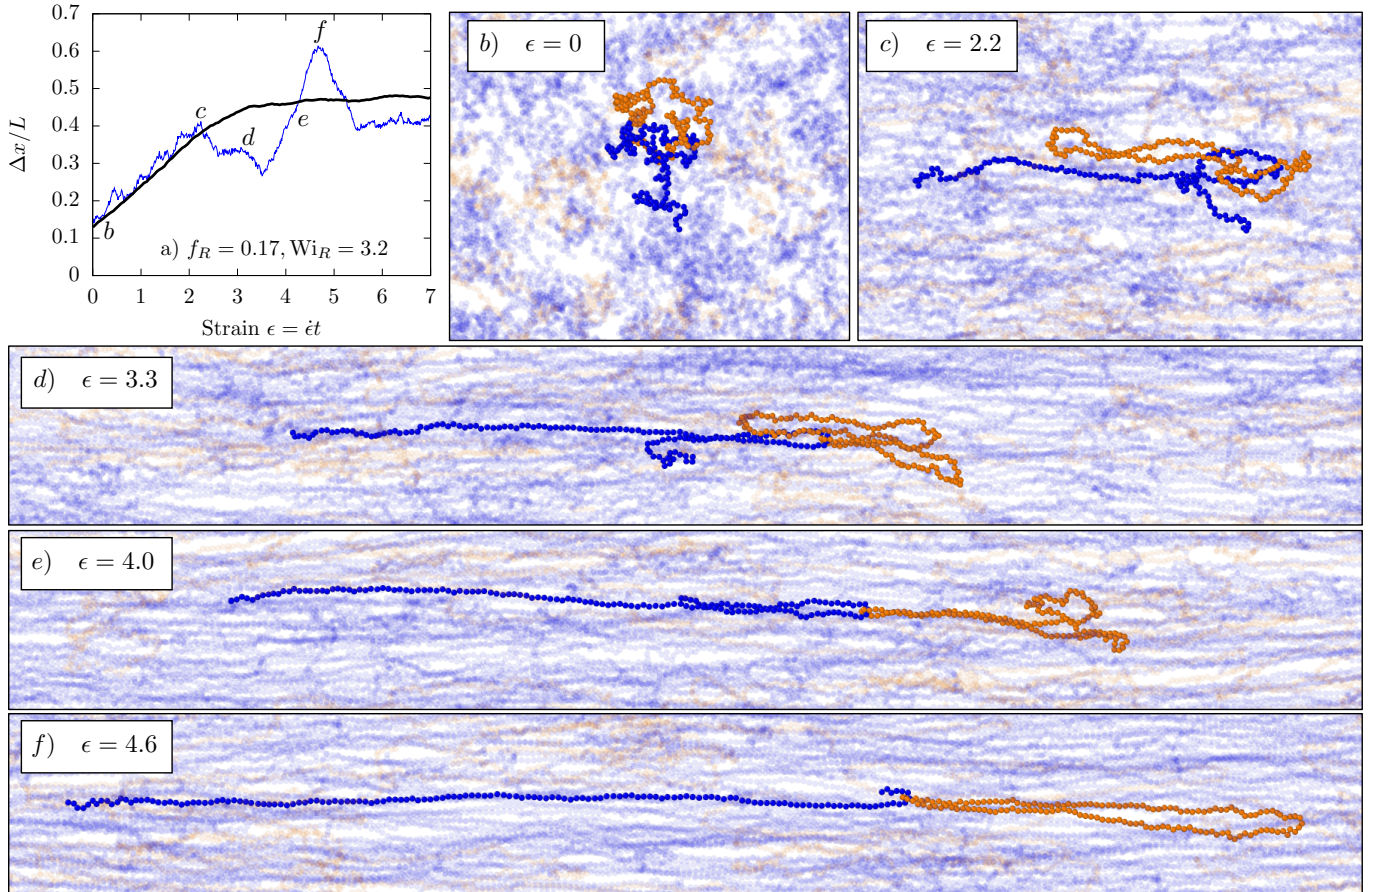 0.7
0.6
0.5
0.4
0.3
0.2
0.1
0
Δx/L
f
c
e
d
b
a) f_R = 0.17, Wi_R = 3.2
0 1 2 3 4 5 6 7
Strain ϵ = ϵ̇t
b) ϵ = 0
c) ϵ = 2.2
d) ϵ = 3.3
e) ϵ = 4.0
f) ϵ = 4.6